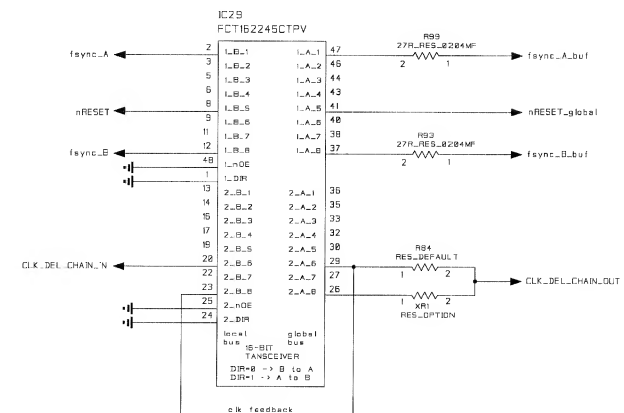 IC29
FCT162245CTPV
fsync_A 2 1_B_1 1_A_1 47 R99 27R_RES_0204MF 2 1 fsync_A_buf
3 1_B_2 1_A_2 46
5 1_B_3 1_A_3 44
6 1_B_4 1_A_4 43
nRESET 8 1_B_5 1_A_5 41 nRESET_global
9 1_B_6 1_A_6 40
11 1_B_7 1_A_7 38
fsync_B 12 1_B_8 1_A_8 37 R93 27R_RES_0204MF 2 1 fsync_B_buf
48 1_nOE
1 1_DIR
13 2_B_1 2_A_1 36
14 2_B_2 2_A_2 35
16 2_B_3 2_A_3 33
17 2_B_4 2_A_4 32
19 2_B_5 2_A_5 30
CLK_DEL_CHAIN_IN 20 2_B_6 2_A_6 29 R84 RES_DEFAULT 1 2 CLK_DEL_CHAIN_OUT
22 2_B_7 2_A_7 27
23 2_B_8 2_A_8 26 1 2 XR1 RES_OPTION
25 2_nOE
24 2_DIR
local bus global bus
16-BIT
TANSCEIVER
DIR=0 -> B to A
DIR=1 -> A to B
clk feedback